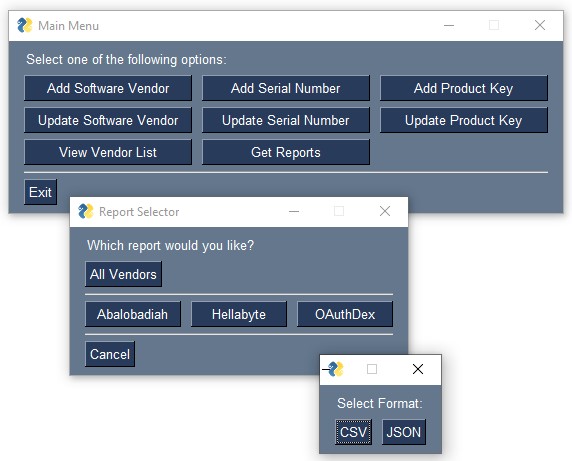 Main Menu
Select one of the following options:
Add Software Vendor Add Serial Number Add Product Key
Update Software Vendor Update Serial Number Update Product Key
View Vendor List Get Reports
Exit
Report Selector
Which report would you like?
All Vendors
Abalobadiah Hellabyte OAuthDex
Cancel
Select Format:
CSV JSON